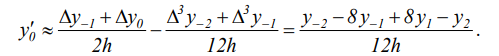 y′₀ ≈ (Δy₋₁ + Δy₀)/(2h) − (Δ³y₋₂ + Δ³y₋₁)/(12h) = (y₋₂ − 8y₋₁ + 8y₁ − y₂)/(12h).